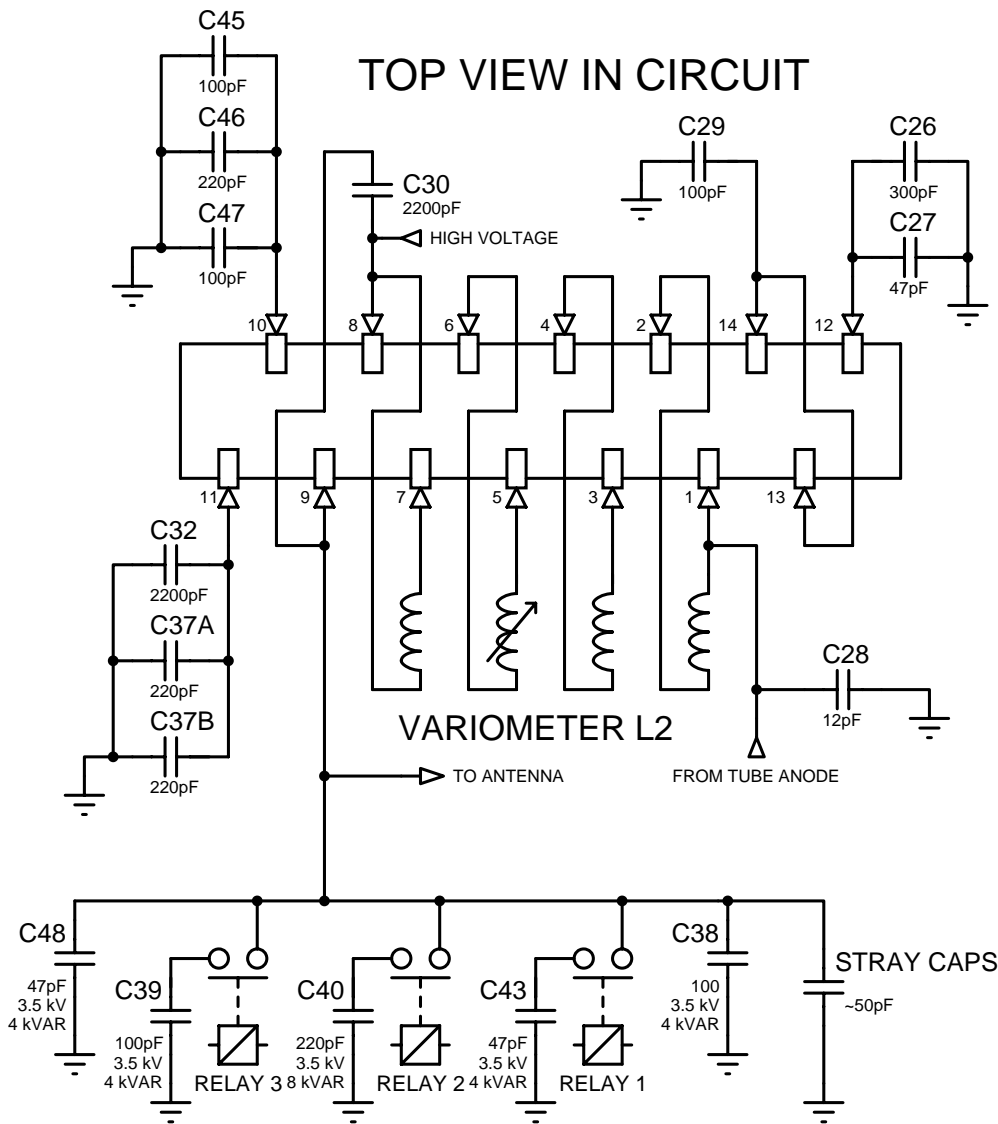 TOP VIEW IN CIRCUIT
C45
100pF
C46
220pF
C47
100pF
C30
2200pF
HIGH VOLTAGE
C29
100pF
C26
300pF
C27
47pF
10
8
6
4
2
14
12
11
9
7
5
3
1
13
C32
2200pF
C37A
220pF
C37B
220pF
VARIOMETER L2
C28
12pF
TO ANTENNA
FROM TUBE ANODE
C48
47pF
3.5 kV
4 kVAR
C39
100pF
3.5 kV
4 kVAR
RELAY 3
C40
220pF
3.5 kV
8 kVAR
RELAY 2
C43
47pF
3.5 kV
4 kVAR
RELAY 1
C38
100
3.5 kV
4 kVAR
STRAY CAPS
~50pF